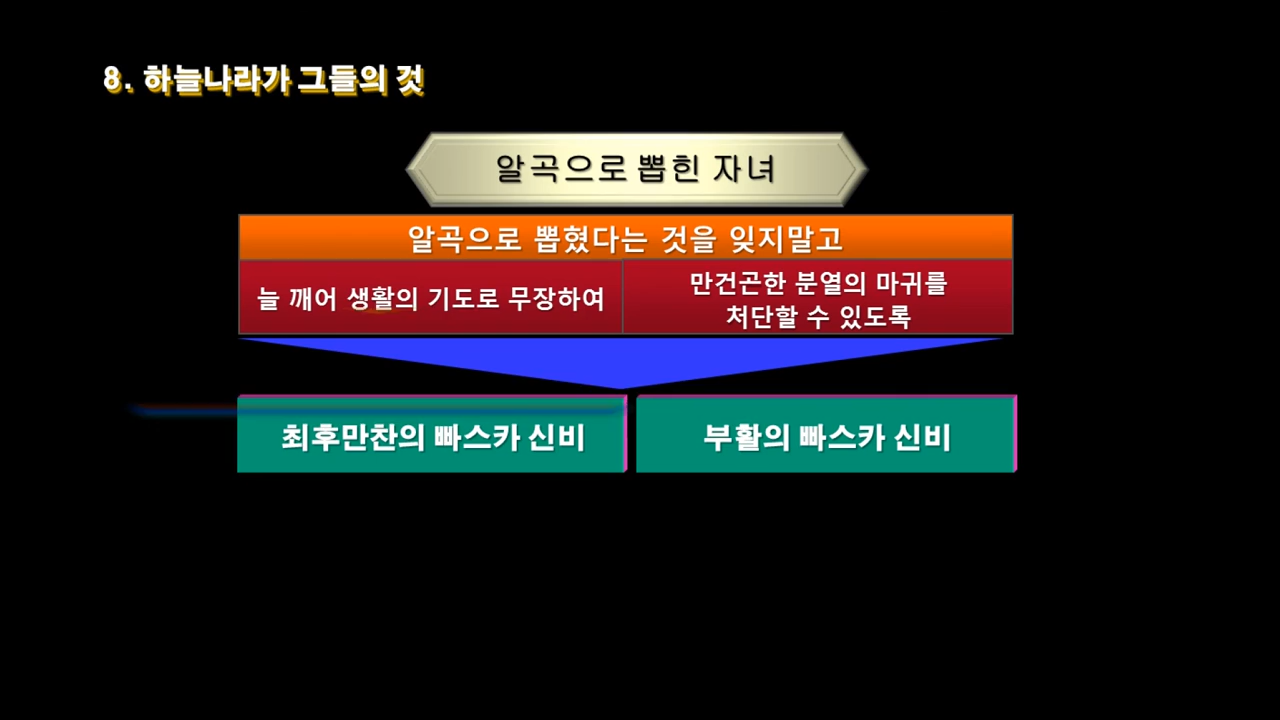 8. 하늘나라가 그들의 것
알곡으로 뽑힌 자녀
알곡으로 뽑혔다는 것을 잊지말고
늘 깨어 생활의 기도로 무장하여
만건곤한 분열의 마귀를
처단할 수 있도록
최후만찬의 빠스카 신비
부활의 빠스카 신비